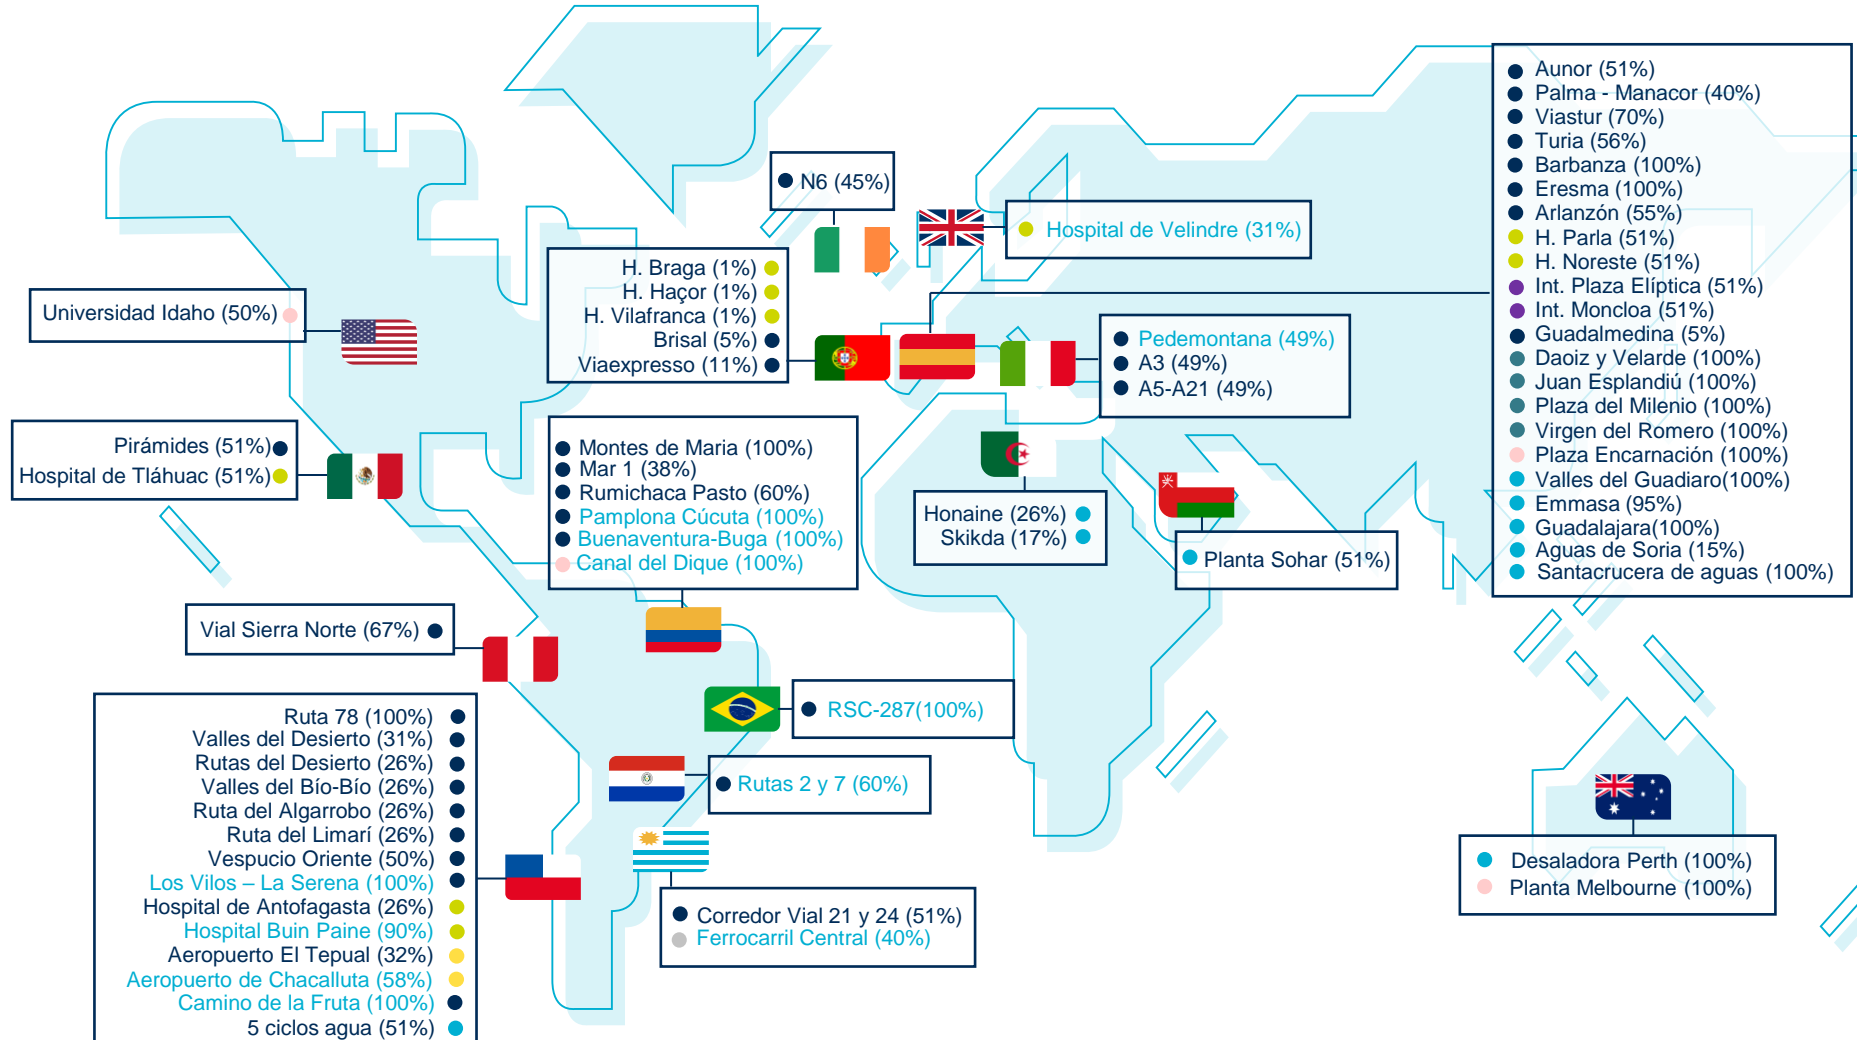 N6 (45%)
Hospital de Velindre (31%)
Aunor (51%)
Palma - Manacor (40%)
Viastur (70%)
Turia (56%)
Barbanza (100%)
Eresma (100%)
Arlanzón (55%)
H. Parla (51%)
H. Noreste (51%)
Int. Plaza Elíptica (51%)
Int. Moncloa (51%)
Guadalmedina (5%)
Daoiz y Velarde (100%)
Juan Esplandiú (100%)
Plaza del Milenio (100%)
Virgen del Romero (100%)
Plaza Encarnación (100%)
Valles del Guadiaro(100%)
Emmasa (95%)
Guadalajara(100%)
Aguas de Soria (15%)
Santacrucera de aguas (100%)
H. Braga (1%)
H. Haçor (1%)
H. Vilafranca (1%)
Brisal (5%)
Viaexpresso (11%)
Universidad Idaho (50%)
Pedemontana (49%)
A3 (49%)
A5-A21 (49%)
Pirámides (51%)
Hospital de Tláhuac (51%)
Montes de Maria (100%)
Mar 1 (38%)
Rumichaca Pasto (60%)
Pamplona Cúcuta (100%)
Buenaventura-Buga (100%)
Canal del Dique (100%)
Honaine (26%)
Skikda (17%)
Planta Sohar (51%)
Vial Sierra Norte (67%)
RSC-287(100%)
Rutas 2 y 7 (60%)
Ruta 78 (100%)
Valles del Desierto (31%)
Rutas del Desierto (26%)
Valles del Bío-Bío (26%)
Ruta del Algarrobo (26%)
Ruta del Limarí (26%)
Vespucio Oriente (50%)
Los Vilos – La Serena (100%)
Hospital de Antofagasta (26%)
Hospital Buin Paine (90%)
Aeropuerto El Tepual (32%)
Aeropuerto de Chacalluta (58%)
Camino de la Fruta (100%)
5 ciclos agua (51%)
Corredor Vial 21 y 24 (51%)
Ferrocarril Central (40%)
Desaladora Perth (100%)
Planta Melbourne (100%)